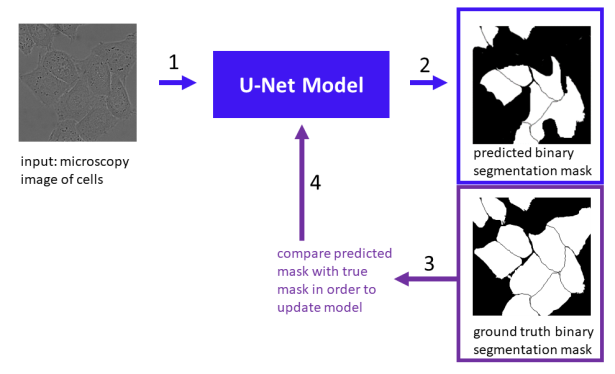 1
U-Net Model
2
input: microscopy
image of cells
predicted binary
segmentation mask
4
compare predicted
mask with true
mask in order to
update model
3
ground truth binary
segmentation mask